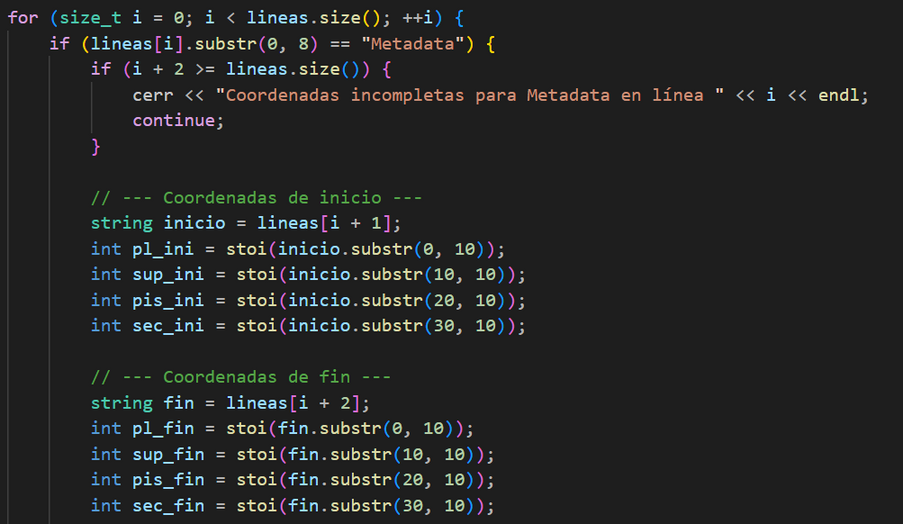 for (size_t i = 0; i < lineas.size(); ++i) {
    if (lineas[i].substr(0, 8) == "Metadata") {
        if (i + 2 >= lineas.size()) {
            cerr << "Coordenadas incompletas para Metadata en línea " << i << endl;
            continue;
        }

        // --- Coordenadas de inicio ---
        string inicio = lineas[i + 1];
        int pl_ini = stoi(inicio.substr(0, 10));
        int sup_ini = stoi(inicio.substr(10, 10));
        int pis_ini = stoi(inicio.substr(20, 10));
        int sec_ini = stoi(inicio.substr(30, 10));

        // --- Coordenadas de fin ---
        string fin = lineas[i + 2];
        int pl_fin = stoi(fin.substr(0, 10));
        int sup_fin = stoi(fin.substr(10, 10));
        int pis_fin = stoi(fin.substr(20, 10));
        int sec_fin = stoi(fin.substr(30, 10));